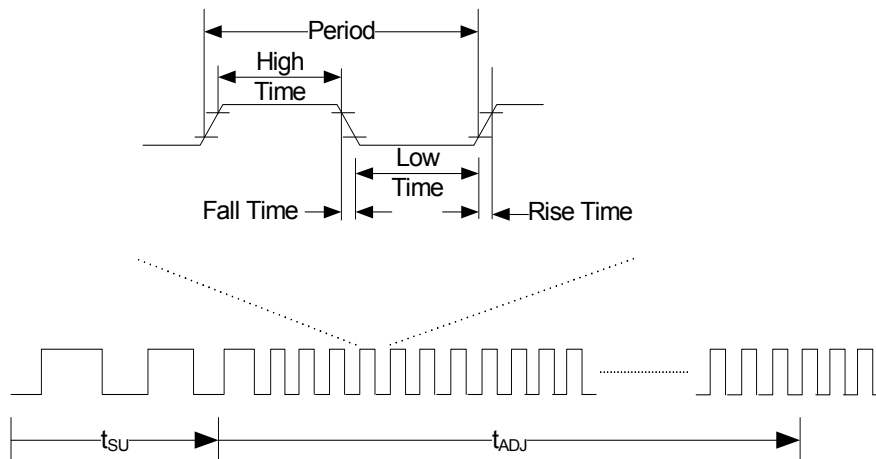 Period
High
Time
Low
Time
Fall Time
Rise Time
tSU
tADJ